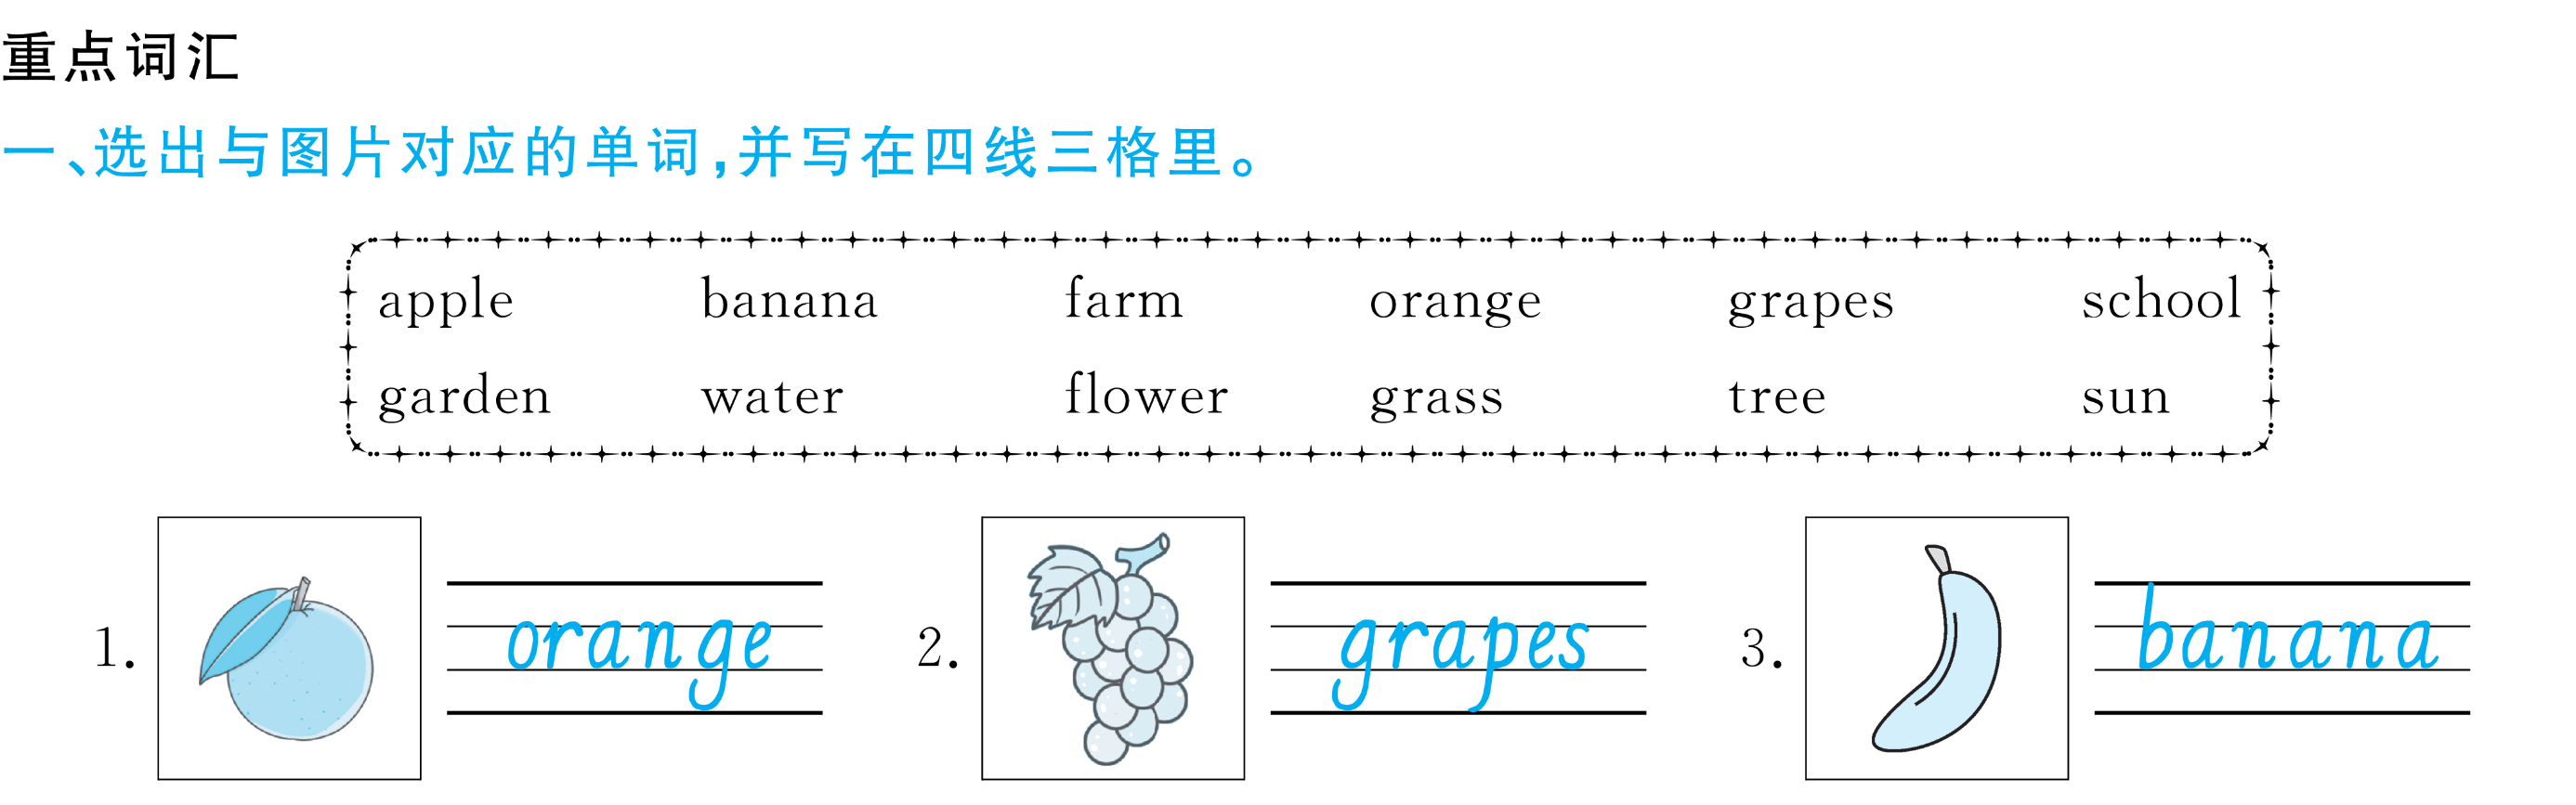 重点词汇
一、选出与图片对应的单词,并写在四线三格里。
apple banana farm orange grapes school
garden water flower grass tree sun
1. orange 2. grapes 3. banana